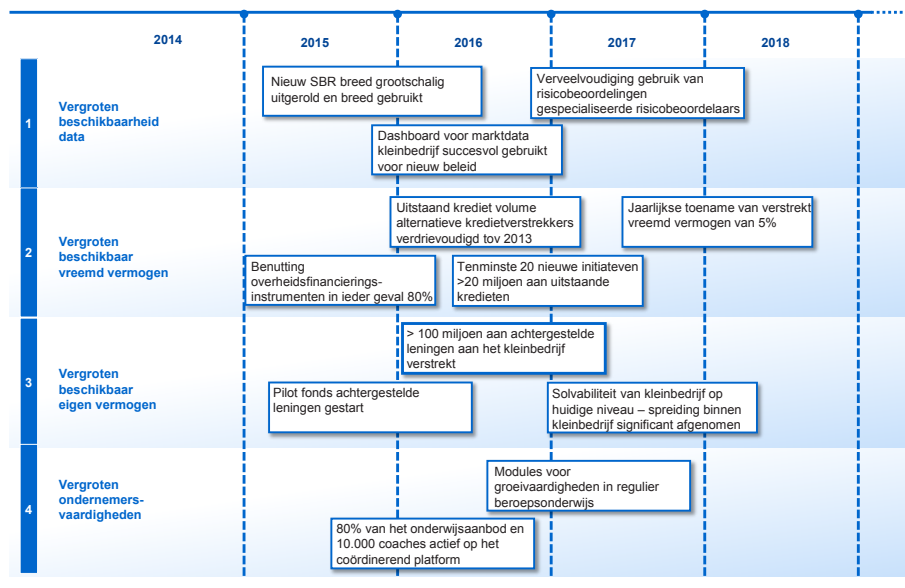 2014
2015
2016
2017
2018
1
Vergroten
beschikbaarheid
data
Nieuw SBR breed grootschalig
uitgerold en breed gebruikt
Verveelvoudiging gebruik van
risicobeoordelingen
gespecialiseerde risicobeoordelaars
Dashboard voor marktdata
kleinbedrijf succesvol gebruikt
voor nieuw beleid
2
Vergroten
beschikbaar
vreemd vermogen
Uitstaand krediet volume
alternatieve kredietverstrekkers
verdrievoudigd tov 2013
Jaarlijkse toename van verstrekt
vreemd vermogen van 5%
Benutting
overheidsfinancierings-
instrumenten in ieder geval 80%
Tenminste 20 nieuwe initiateven
>20 miljoen aan uitstaande
kredieten
3
Vergroten
beschikbaar
eigen vermogen
> 100 miljoen aan achtergestelde
leningen aan het kleinbedrijf
verstrekt
Pilot fonds achtergestelde
leningen gestart
Solvabiliteit van kleinbedrijf op
huidige niveau – spreiding binnen
kleinbedrijf significant afgenomen
4
Vergroten
ondernemers-
vaardigheden
Modules voor
groeivaardigheden in regulier
beroepsonderwijs
80% van het onderwijsaanbod en
10.000 coaches actief op het
coördinerend platform